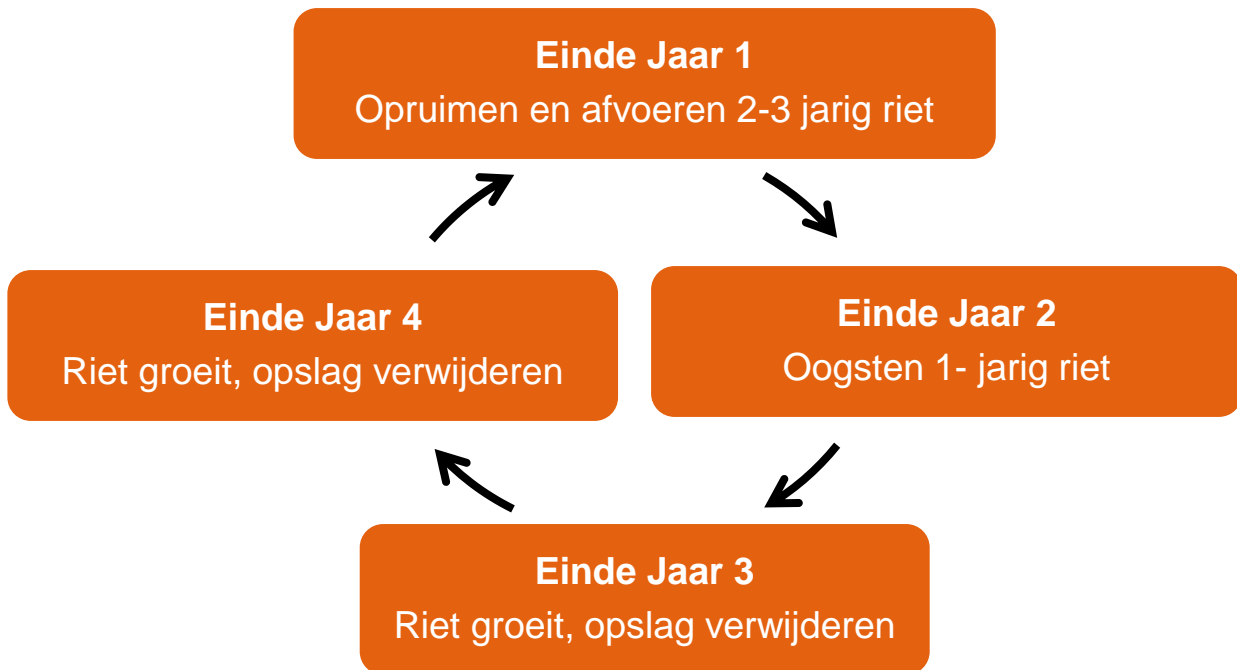 Einde Jaar 1
Opruimen en afvoeren 2-3 jarig riet
Einde Jaar 2
Oogsten 1- jarig riet
Einde Jaar 3
Riet groeit, opslag verwijderen
Einde Jaar 4
Riet groeit, opslag verwijderen